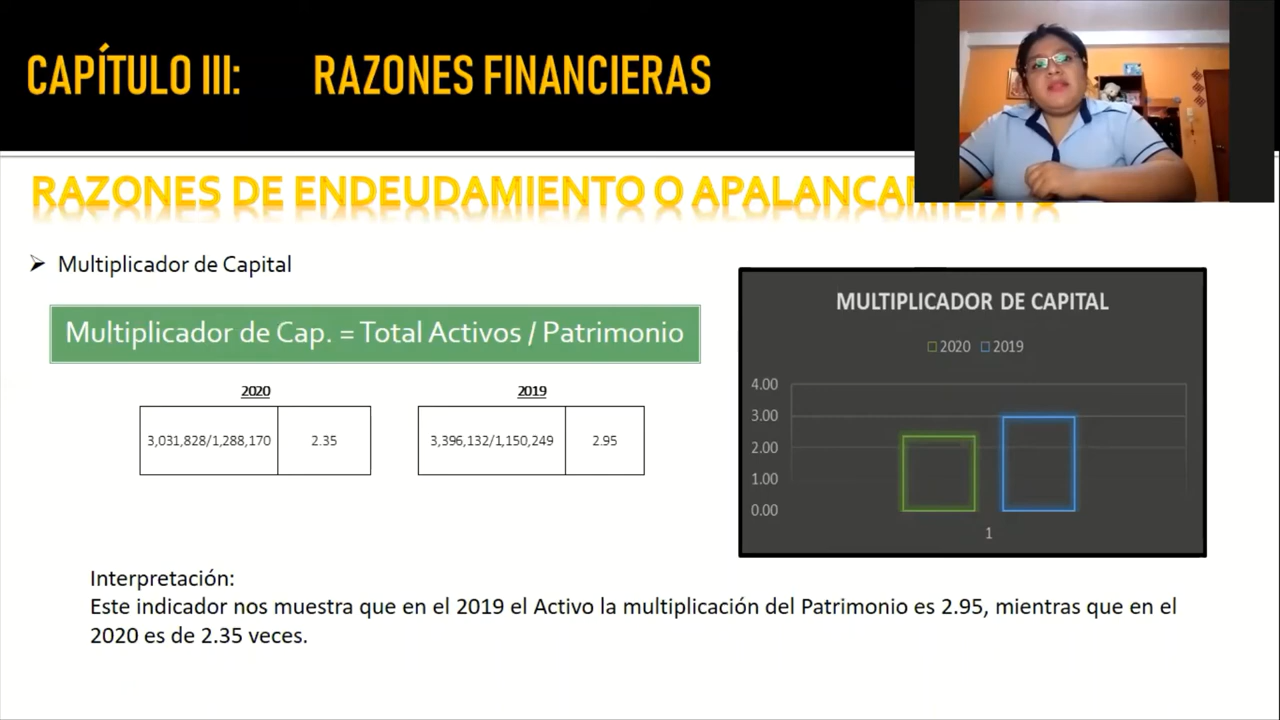 CAPÍTULO III: RAZONES FINANCIERAS
RAZONES DE ENDEUDAMIENTO O
➢ Multiplicador de Capital
Multiplicador de Cap. = Total Activos / Patrimonio
2020
3,031,828/1,288,170 2.35
2019
3,396,132/1,150,249 2.95
MULTIPLICADOR DE CAPITAL
2020 2019
4.00
3.00
2.00
1.00
0.00
1
Interpretación:
Este indicador nos muestra que en el 2019 el Activo la multiplicación del Patrimonio es 2.95, mientras que en el
2020 es de 2.35 veces.